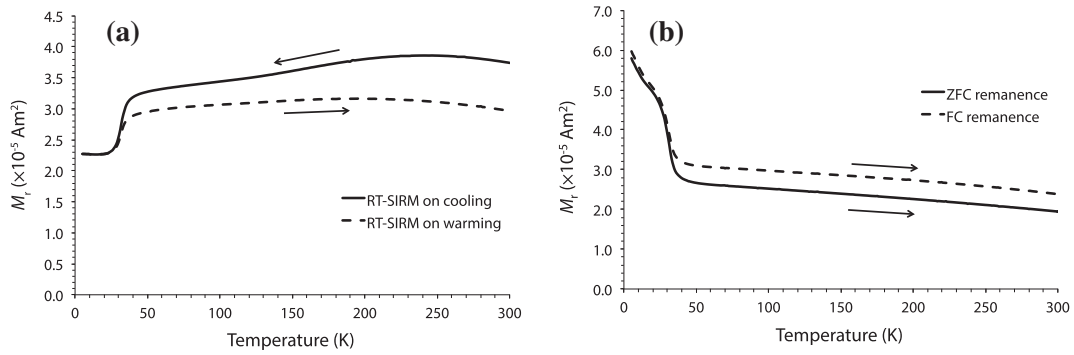 (a)
4.5
4.0
3.5
3.0
2.5
2.0
1.5
1.0
0.5
0.0
Mr (×10-5 Am2)
RT-SIRM on cooling
RT-SIRM on warming
0 50 100 150 200 250 300
Temperature (K)
(b)
7.0
6.0
5.0
4.0
3.0
2.0
1.0
0.0
Mr (×10-5 Am2)
ZFC remanence
FC remanence
0 50 100 150 200 250 300
Temperature (K)